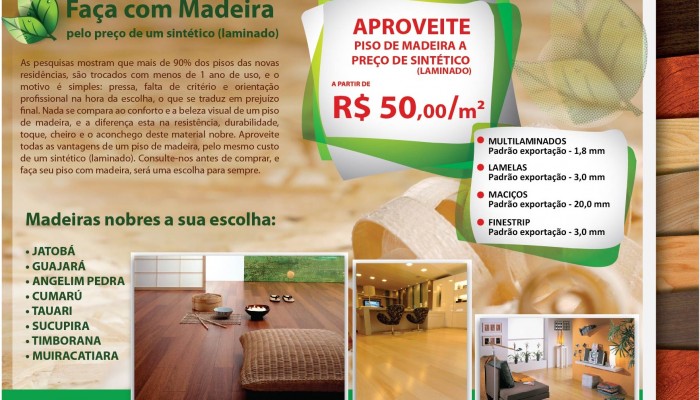 Faça com Madeira
pelo preço de um sintético (laminado)
As pesquisas mostram que mais de 90% dos pisos das novas
residências, são trocados com menos de 1 ano de uso, e o
motivo é simples: pressa, falta de critério e orientação
profissional na hora da escolha, o que se traduz em prejuízo
final. Nada se compara ao conforto e a beleza visual de um piso
de madeira, e a diferença esta na resistência, durabilidade,
toque, cheiro e o aconchego deste material nobre. Aproveite
todas as vantagens de um piso de madeira, pelo mesmo custo
de um sintético (laminado). Consulte-nos antes de comprar, e
faça seu piso com madeira, será uma escolha para sempre.
APROVEITE
PISO DE MADEIRA A
PREÇO DE SINTÉTICO
(LAMINADO)
A PARTIR DE
R$ 50,00/m²
• MULTILAMINADOS
Padrão exportação - 1,8 mm
• LAMELAS
Padrão exportação - 3,0 mm
• MACIÇOS
Padrão exportação - 20,0 mm
• FINESTRIP
Padrão exportação - 3,0 mm
Madeiras nobres a sua escolha:
• JATOBÁ
• GUAJARÁ
• ANGELIM PEDRA
• CUMARÚ
• TAUARI
• SUCUPIRA
• TIMBORANA
• MUIRACATIARA